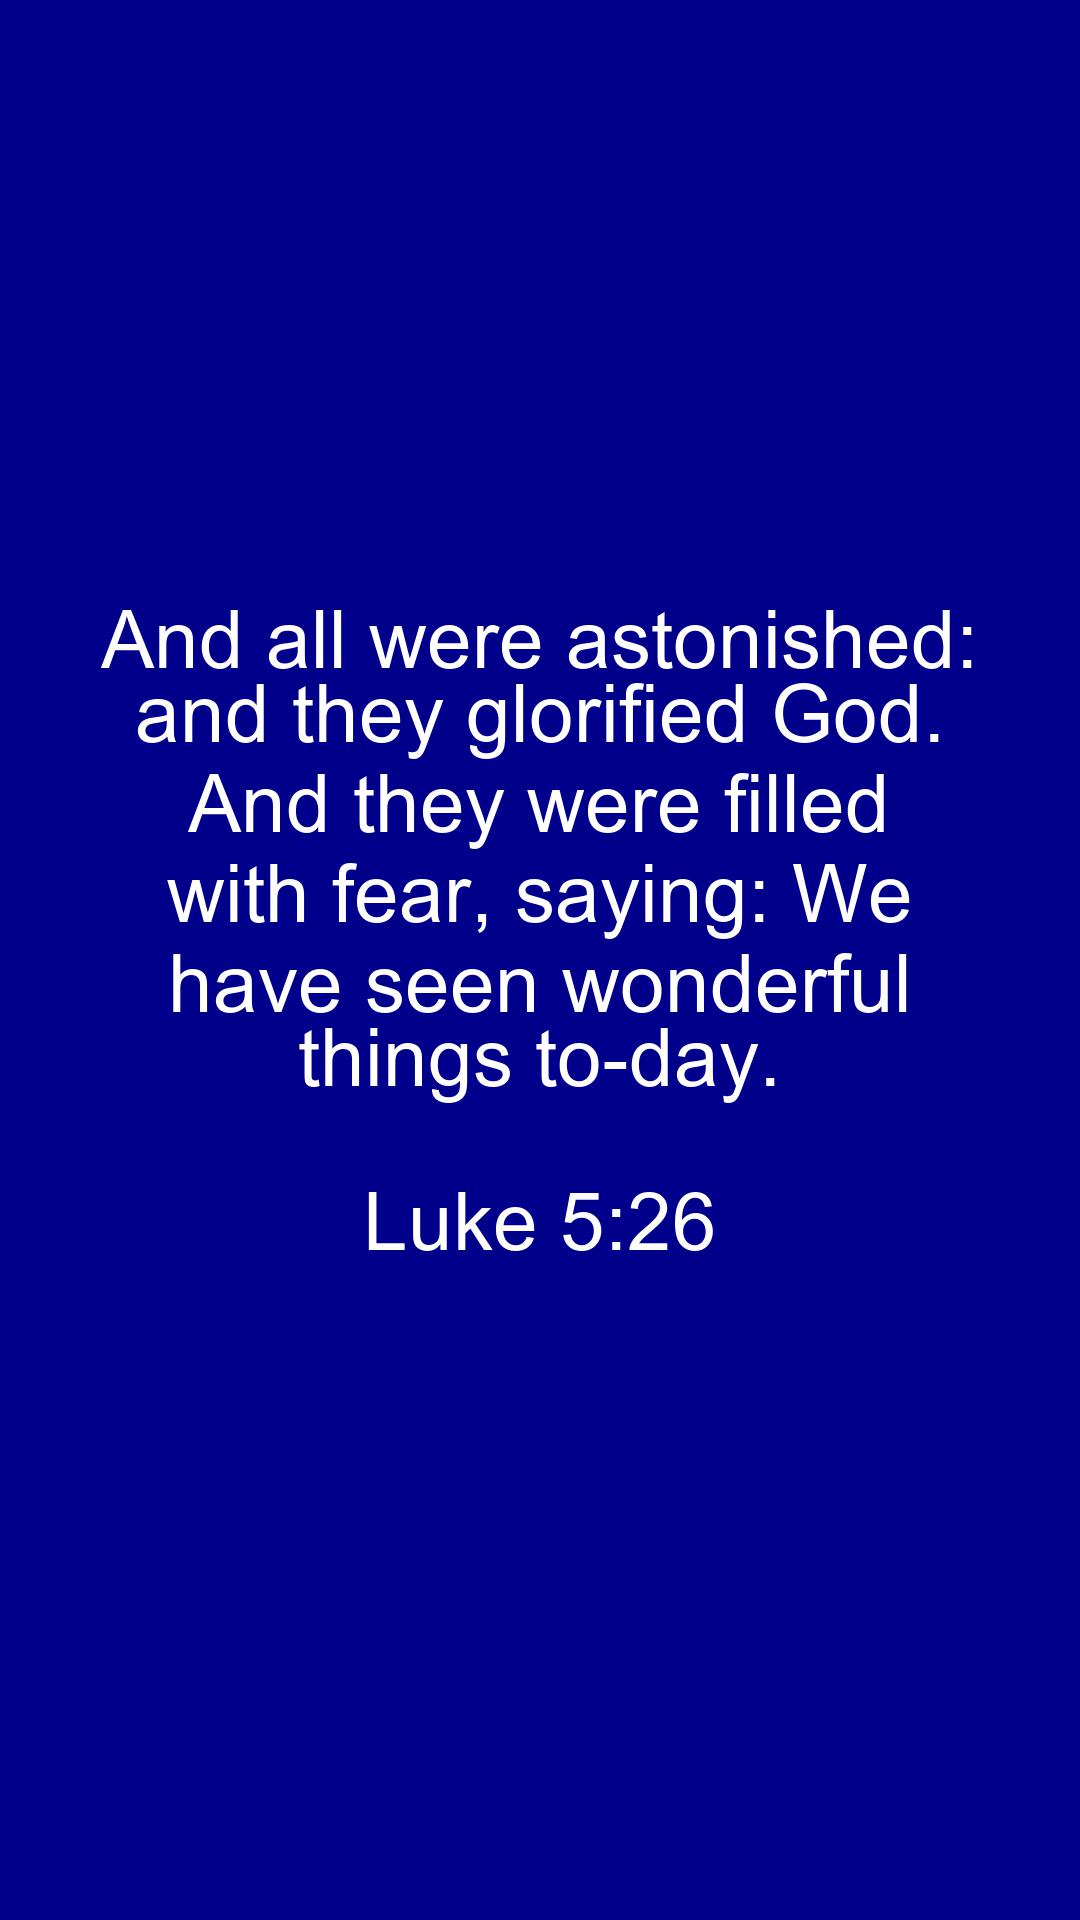 And all were astonished:
and they glorified God.
And they were filled
with fear, saying: We
have seen wonderful
things to-day.
Luke 5:26